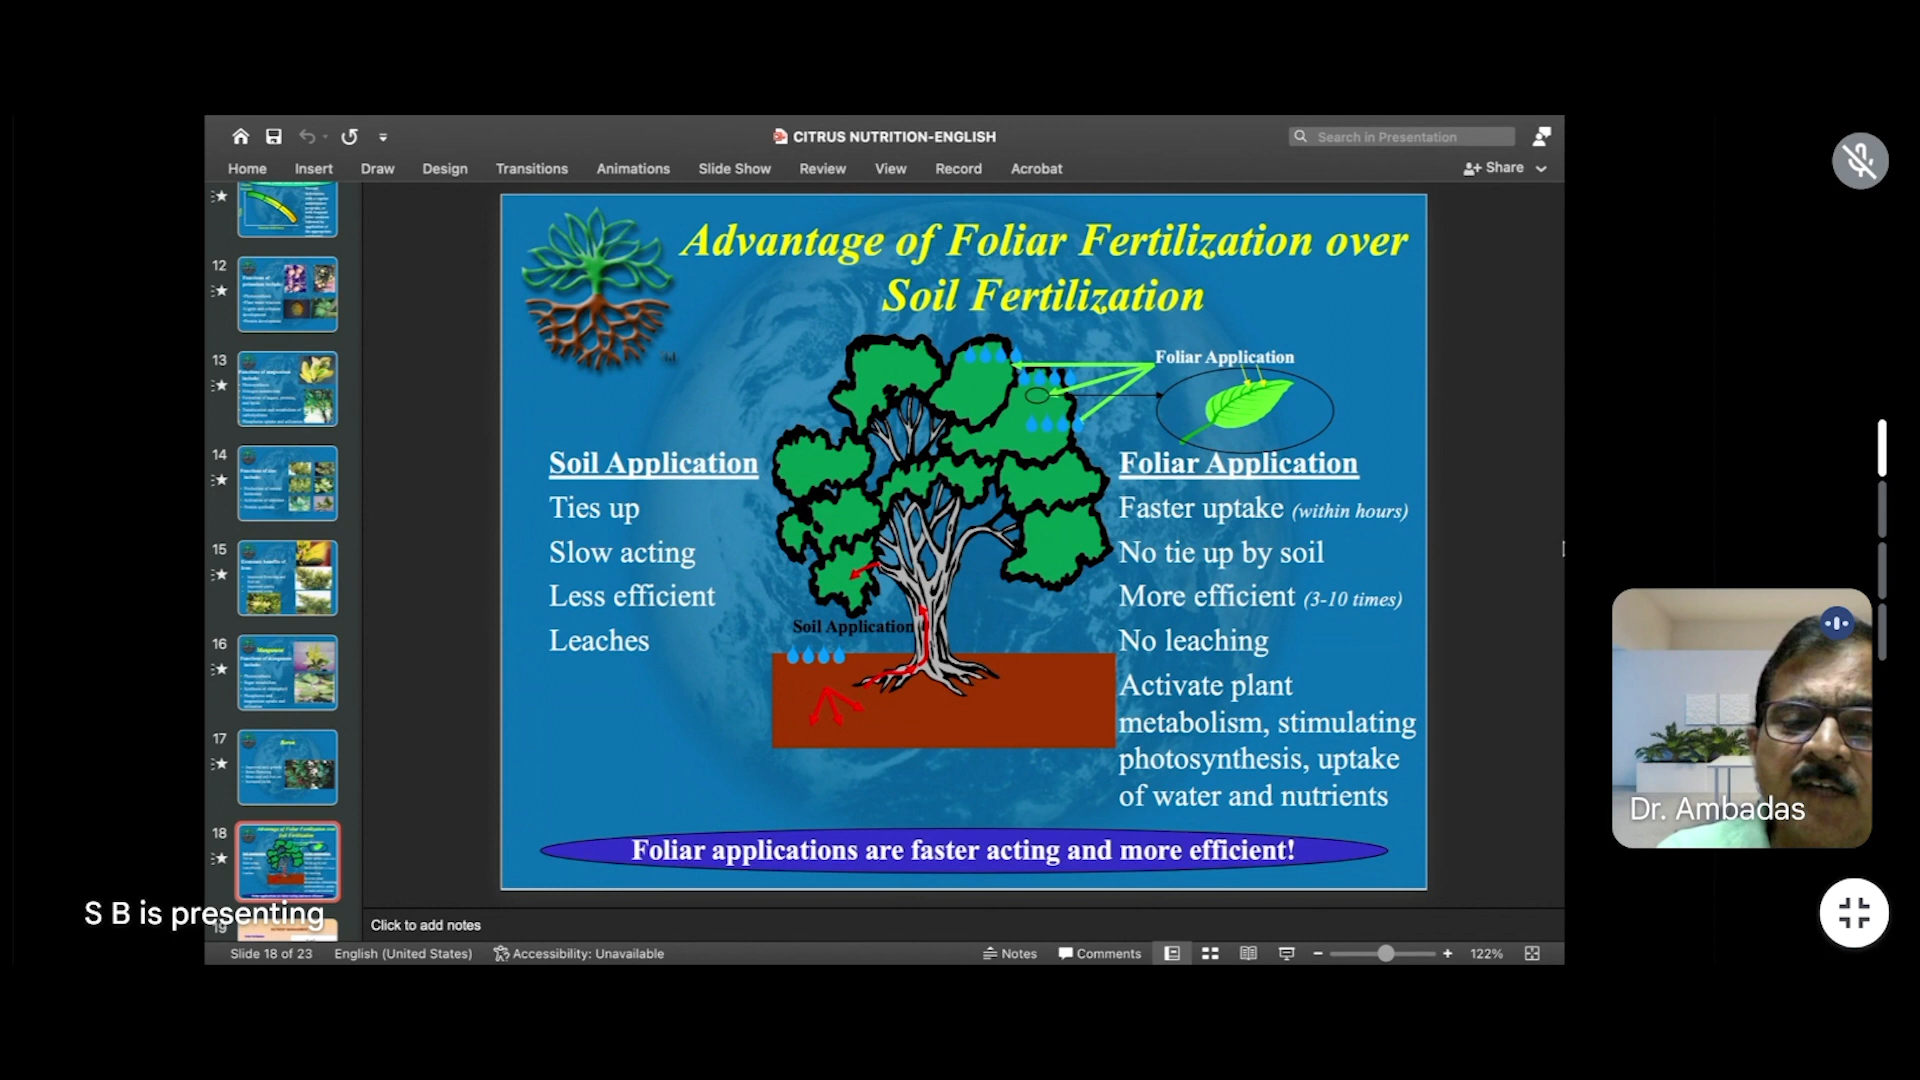 CITRUS NUTRITION-ENGLISH
Search in Presentation
Home Insert Draw Design Transitions Animations Slide Show Review View Record Acrobat
Share
12
13
14
15
16
17
18
19
Advantage of Foliar Fertilization over
Soil Fertilization
Foliar Application
Soil Application
Ties up
Slow acting
Less efficient
Leaches
Soil Application
Foliar Application
Faster uptake (within hours)
No tie up by soil
More efficient (3-10 times)
No leaching
Activate plant
metabolism, stimulating
photosynthesis, uptake
of water and nutrients
Foliar applications are faster acting and more efficient!
Dr. Ambadas
S B is presenting
Click to add notes
Slide 18 of 23 English (United States) Accessibility: Unavailable Notes Comments 122%